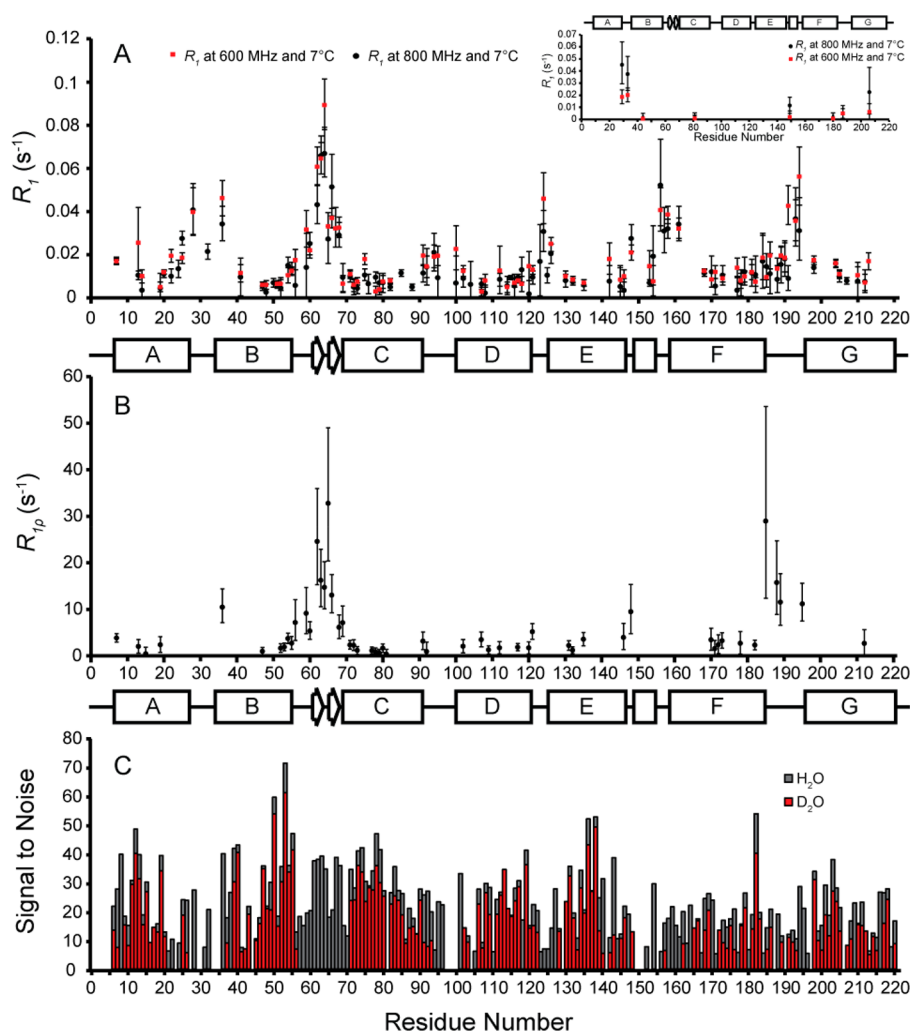 A
R1 at 600 MHz and 7°C
R1 at 800 MHz and 7°C
R1 (s-1)
0.12
0.1
0.08
0.06
0.04
0.02
0
0 10 20 30 40 50 60 70 80 90 100 110 120 130 140 150 160 170 180 190 200 210 220
A B C D E F G
R1 (s-1)
0.07
0.06
0.05
0.04
0.03
0.02
0.01
0
R1 at 800 MHz and 7°C
R1 at 600 MHz and 7°C
0 20 40 60 80 100 120 140 160 180 200 220
Residue Number
A B C D E F G
B
R1ρ (s-1)
60
50
40
30
20
10
0
0 10 20 30 40 50 60 70 80 90 100 110 120 130 140 150 160 170 180 190 200 210 220
A B C D E F G
C
Signal to Noise
80
70
60
50
40
30
20
10
0
H2O
D2O
0 10 20 30 40 50 60 70 80 90 100 110 120 130 140 150 160 170 180 190 200 210 220
Residue Number